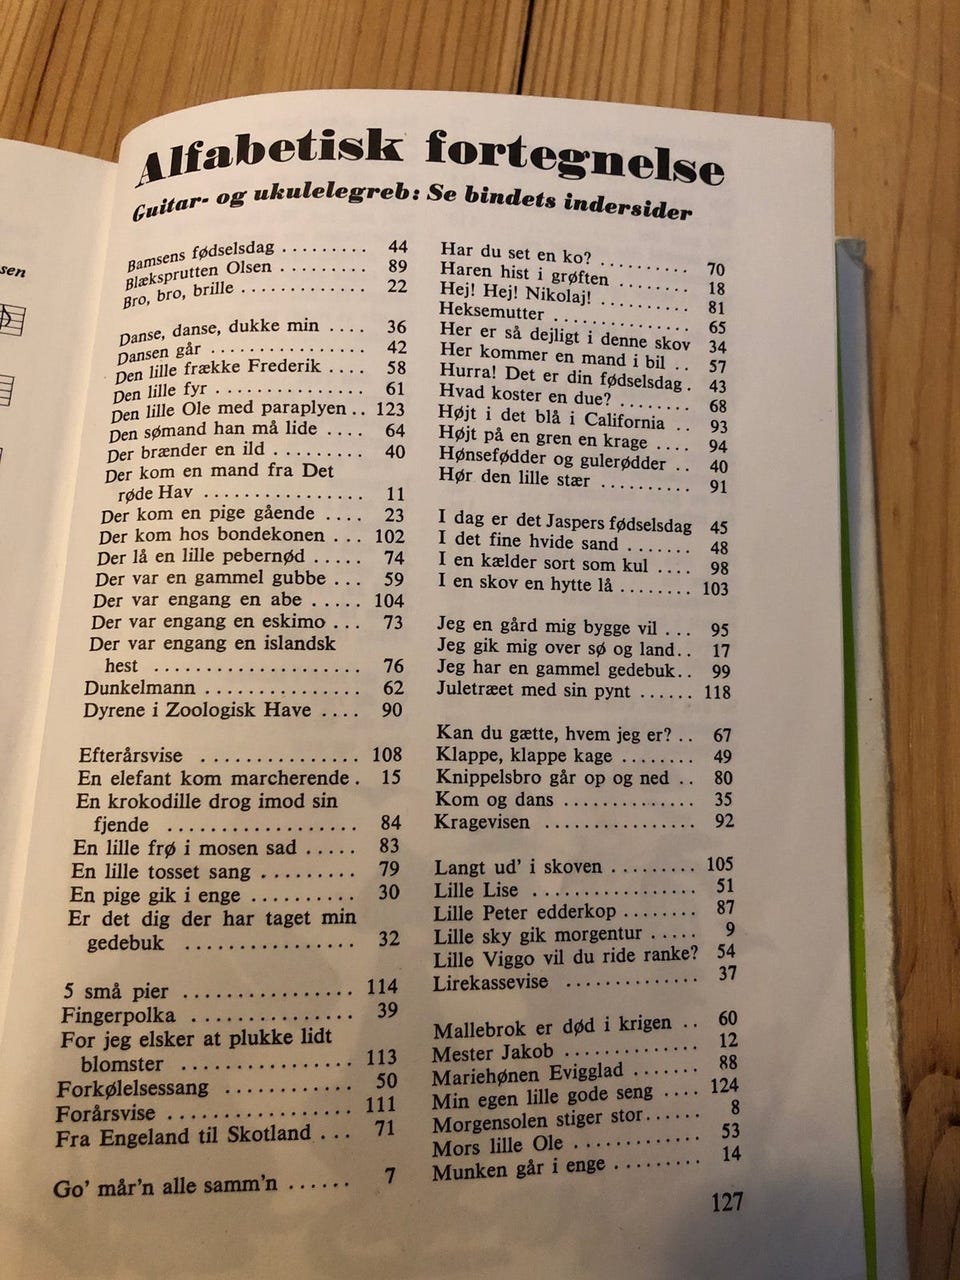 sen
Alfabetisk fortegnelse
Guitar- og ukulelegreb: Se bindets indersider
Bamsens fødselsdag ......... 44
Blæksprutten Olsen ......... 89
Bro, bro, brille ............. 22
Danse, danse, dukke min .... 36
Dansen går ................ 42
Den lille frække Frederik .... 58
Den lille fyr ............... 61
Den lille Ole med paraplyen .. 123
Den sømand han må lide .... 64
Der brænder en ild ......... 40
Der kom en mand fra Det
røde Hav ................ 11
Der kom en pige gående .... 23
Der kom hos bondekonen ... 102
Der lå en lille pebernød ..... 74
Der var en gammel gubbe ... 59
Der var engang en abe ..... 104
Der var engang en eskimo ... 73
Der var engang en islandsk
hest .................... 76
Dunkelmann ............... 62
Dyrene i Zoologisk Have .... 90
Efterårsvise ............... 108
En elefant kom marcherende . 15
En krokodille drog imod sin
fjende .................. 84
En lille frø i mosen sad ..... 83
En lille tosset sang ......... 79
En pige gik i enge .......... 30
Er det dig der har taget min
gedebuk ................ 32
5 små pier ................ 114
Fingerpolka ............... 39
For jeg elsker at plukke lidt
blomster ................ 113
Forkølelsessang ............ 50
Forårsvise ................. 111
Fra Engeland til Skotland ... 71
Go' mår'n alle samm'n ...... 7
Har du set en ko? .......... 70
Haren hist i grøften ........ 18
Hej! Hej! Nikolaj! ......... 81
Heksemutter .............. 65
Her er så dejligt i denne skov 34
Her kommer en mand i bil .. 57
Hurra! Det er din fødselsdag . 43
Hvad koster en due? ........ 68
Højt i det blå i California .. 93
Højt på en gren en krage .... 94
Hønsefødder og gulerødder .. 40
Hør den lille stær .......... 91
I dag er det Jaspers fødselsdag 45
I det fine hvide sand ....... 48
I en kælder sort som kul .... 98
I en skov en hytte lå ........ 103
Jeg en gård mig bygge vil ... 95
Jeg gik mig over sø og land.. 17
Jeg har en gammel gedebuk.. 99
Juletræet med sin pynt ...... 118
Kan du gætte, hvem jeg er? .. 67
Klappe, klappe kage ........ 49
Knippelsbro går op og ned .. 80
Kom og dans .............. 35
Kragevisen ................ 92
Langt ud' i skoven ......... 105
Lille Lise ................. 51
Lille Peter edderkop ........ 87
Lille sky gik morgentur ..... 9
Lille Viggo vil du ride ranke? 54
Lirekassevise .............. 37
Mallebrok er død i krigen .. 60
Mester Jakob .............. 12
Mariehønen Evigglad ....... 88
Min egen lille gode seng .... 124
Morgensolen stiger stor...... 8
Mors lille Ole ............. 53
Munken går i enge ......... 14
127